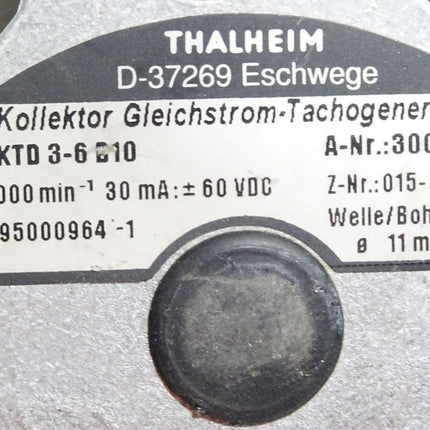 THALHEIM
D-37269 Eschwege
Kollektor Gleichstrom-Tachogener
KTD 3-6 B10 A-Nr.:300
000 min⁻¹ 30 mA: ± 60 VDC Z-Nr.:015-
95000964 -1 Welle/Boh
ø 11 m